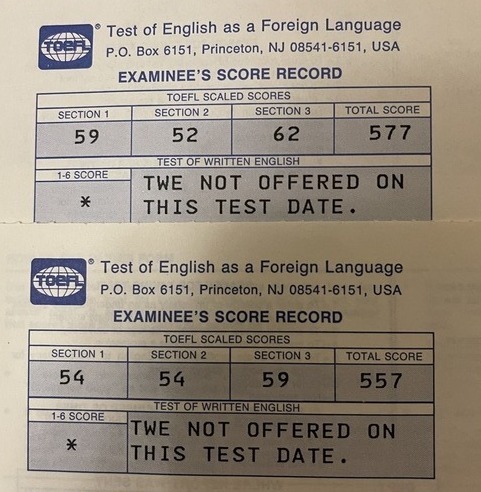 TOEFL ® Test of English as a Foreign Language
P.O. Box 6151, Princeton, NJ 08541-6151, USA
EXAMINEE'S SCORE RECORD
TOEFL SCALED SCORES
SECTION 1 SECTION 2 SECTION 3 TOTAL SCORE
59 52 62 577
TEST OF WRITTEN ENGLISH
1-6 SCORE
* TWE NOT OFFERED ON
THIS TEST DATE.
TOEFL ® Test of English as a Foreign Language
P.O. Box 6151, Princeton, NJ 08541-6151, USA
EXAMINEE'S SCORE RECORD
TOEFL SCALED SCORES
SECTION 1 SECTION 2 SECTION 3 TOTAL SCORE
54 54 59 557
TEST OF WRITTEN ENGLISH
1-6 SCORE
* TWE NOT OFFERED ON
THIS TEST DATE.